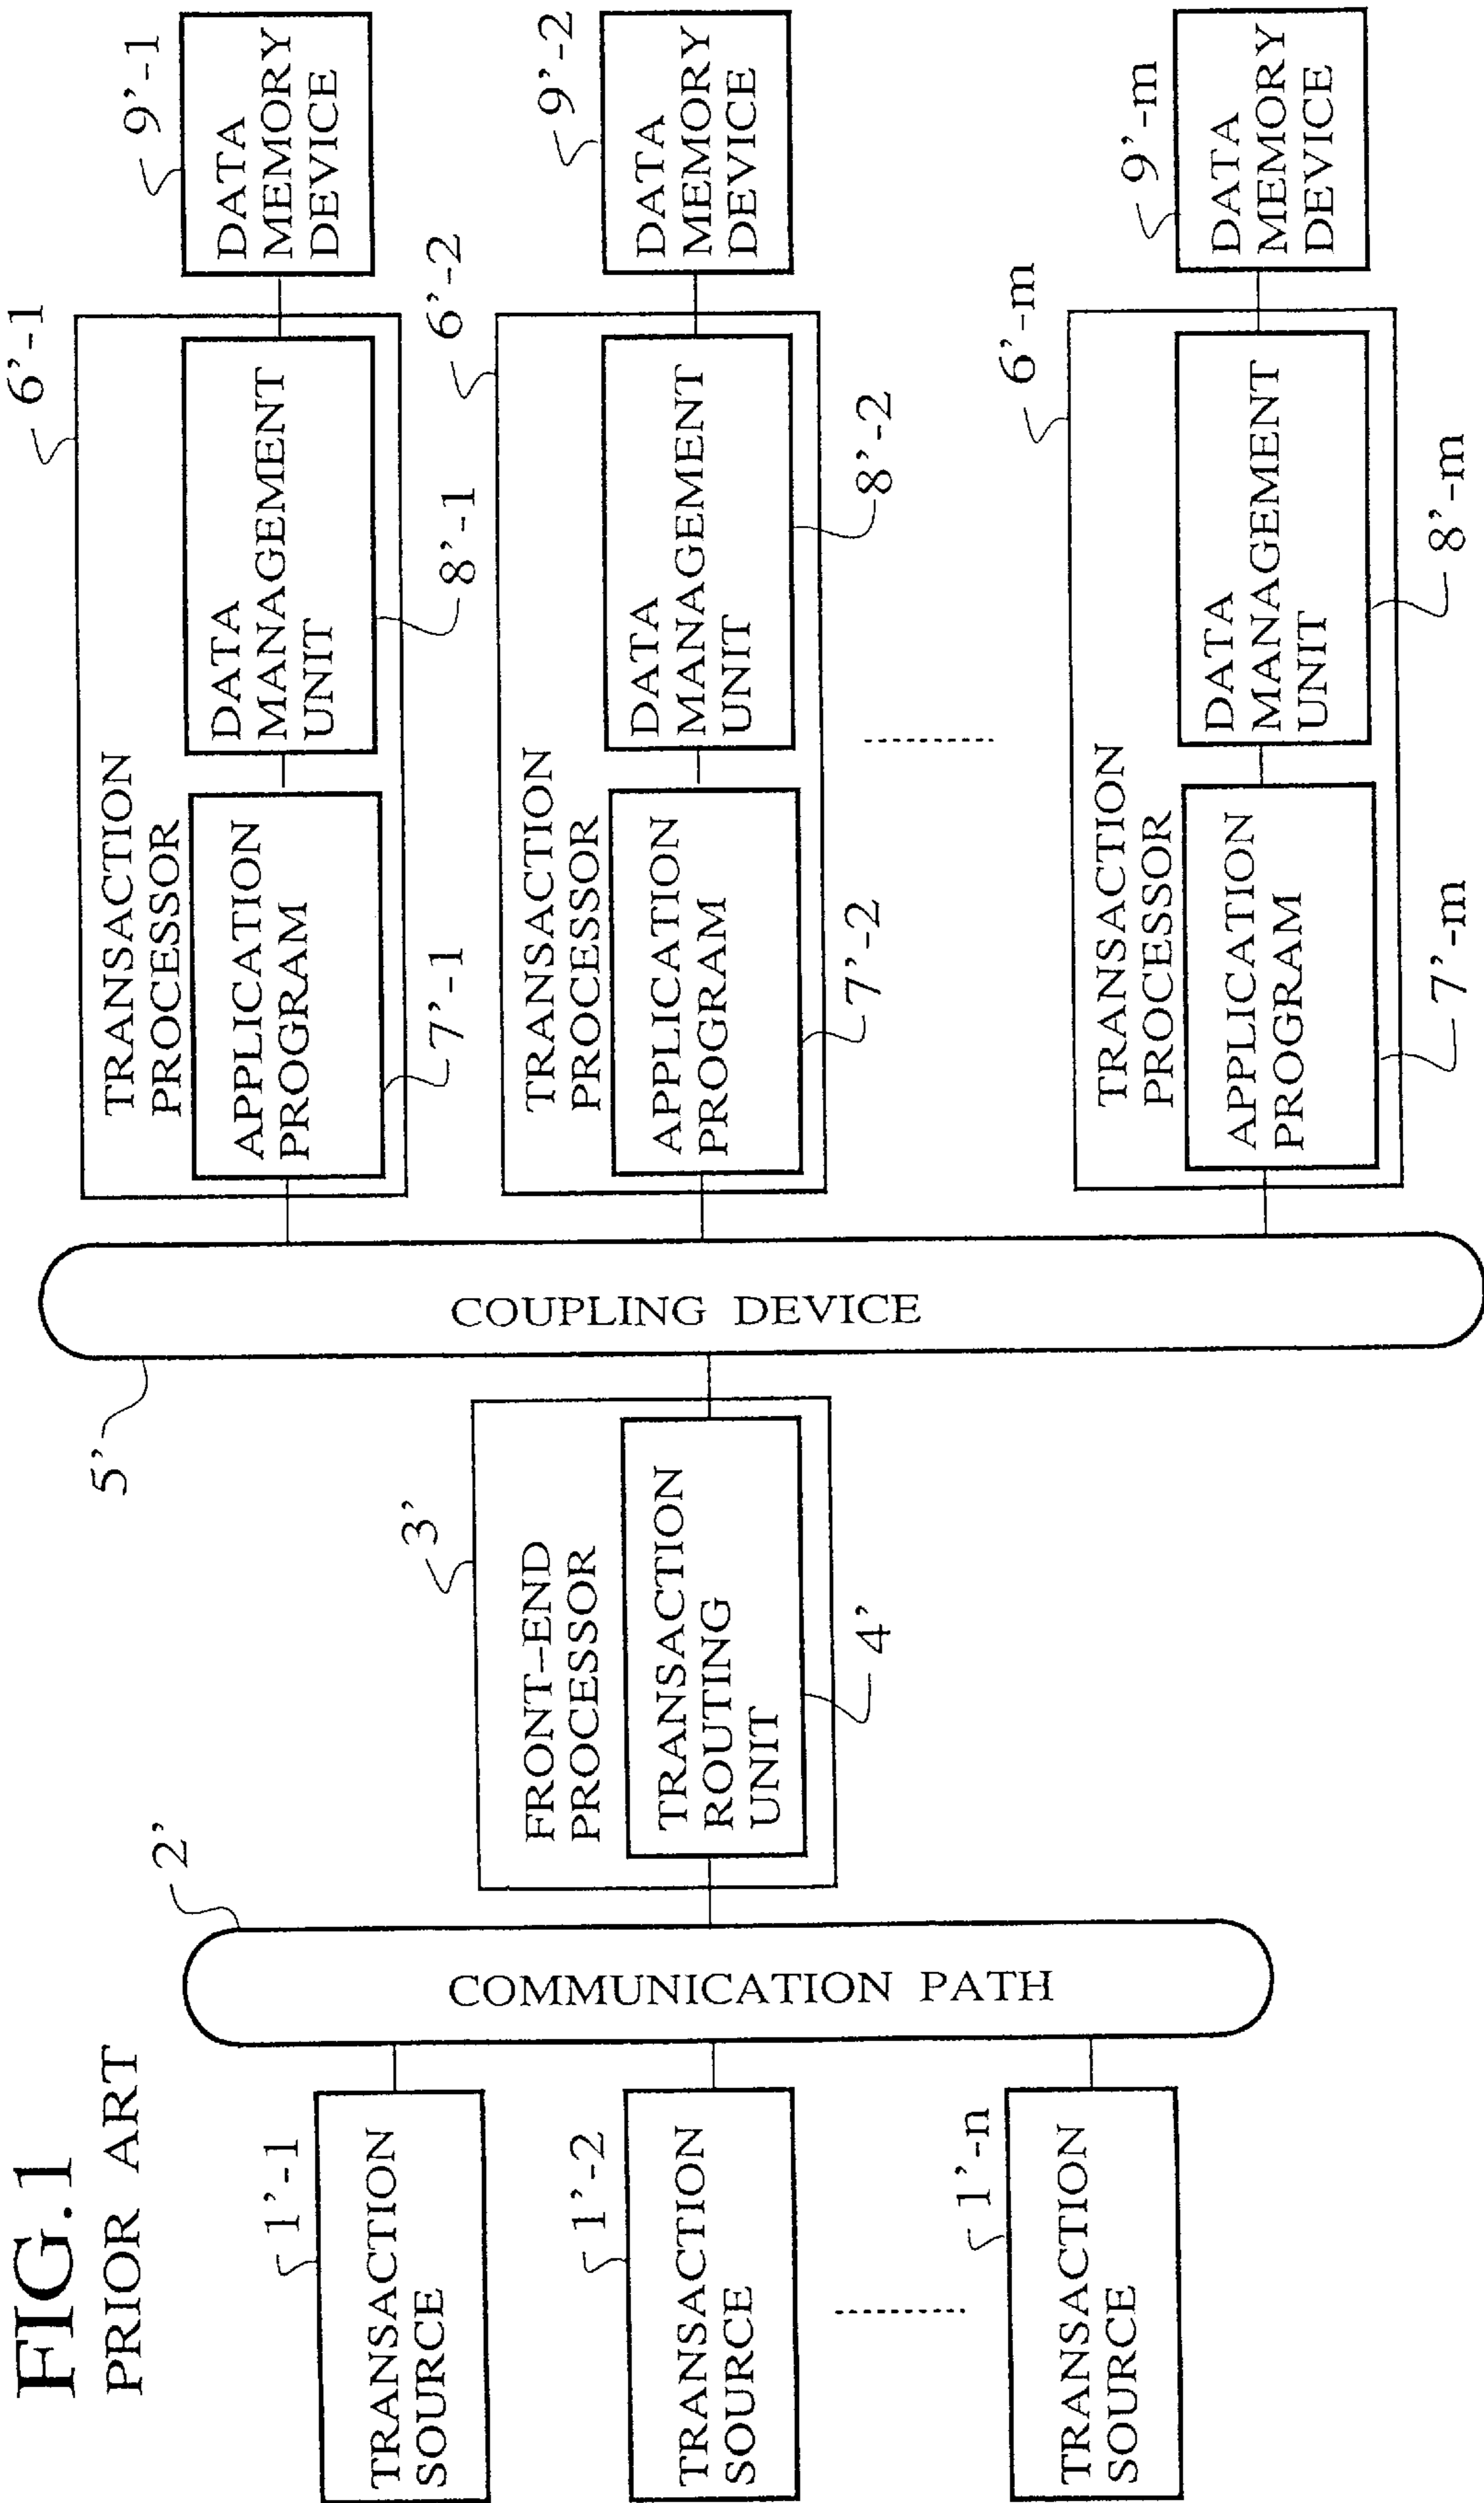 FIG.1
PRIOR ART
1'-1
TRANSACTION
SOURCE
1'-2
TRANSACTION
SOURCE
1'-n
TRANSACTION
SOURCE
2'
COMMUNICATION PATH
3'
FRONT-END
PROCESSOR
TRANSACTION
ROUTING
UNIT
4'
5'
COUPLING DEVICE
6'-1
TRANSACTION
PROCESSOR
APPLICATION
PROGRAM
7'-1
DATA
MANAGEMENT
UNIT
8'-1
9'-1
DATA
MEMORY
DEVICE
6'-2
TRANSACTION
PROCESSOR
APPLICATION
PROGRAM
7'-2
DATA
MANAGEMENT
UNIT
8'-2
9'-2
DATA
MEMORY
DEVICE
6'-m
TRANSACTION
PROCESSOR
APPLICATION
PROGRAM
7'-m
DATA
MANAGEMENT
UNIT
8'-m
9'-m
DATA
MEMORY
DEVICE